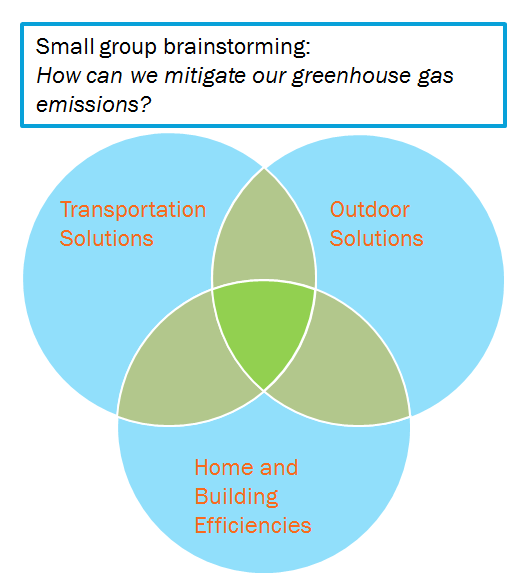 Small group brainstorming:
How can we mitigate our greenhouse gas
emissions?
Transportation
Solutions
Outdoor
Solutions
Home and
Building
Efficiencies